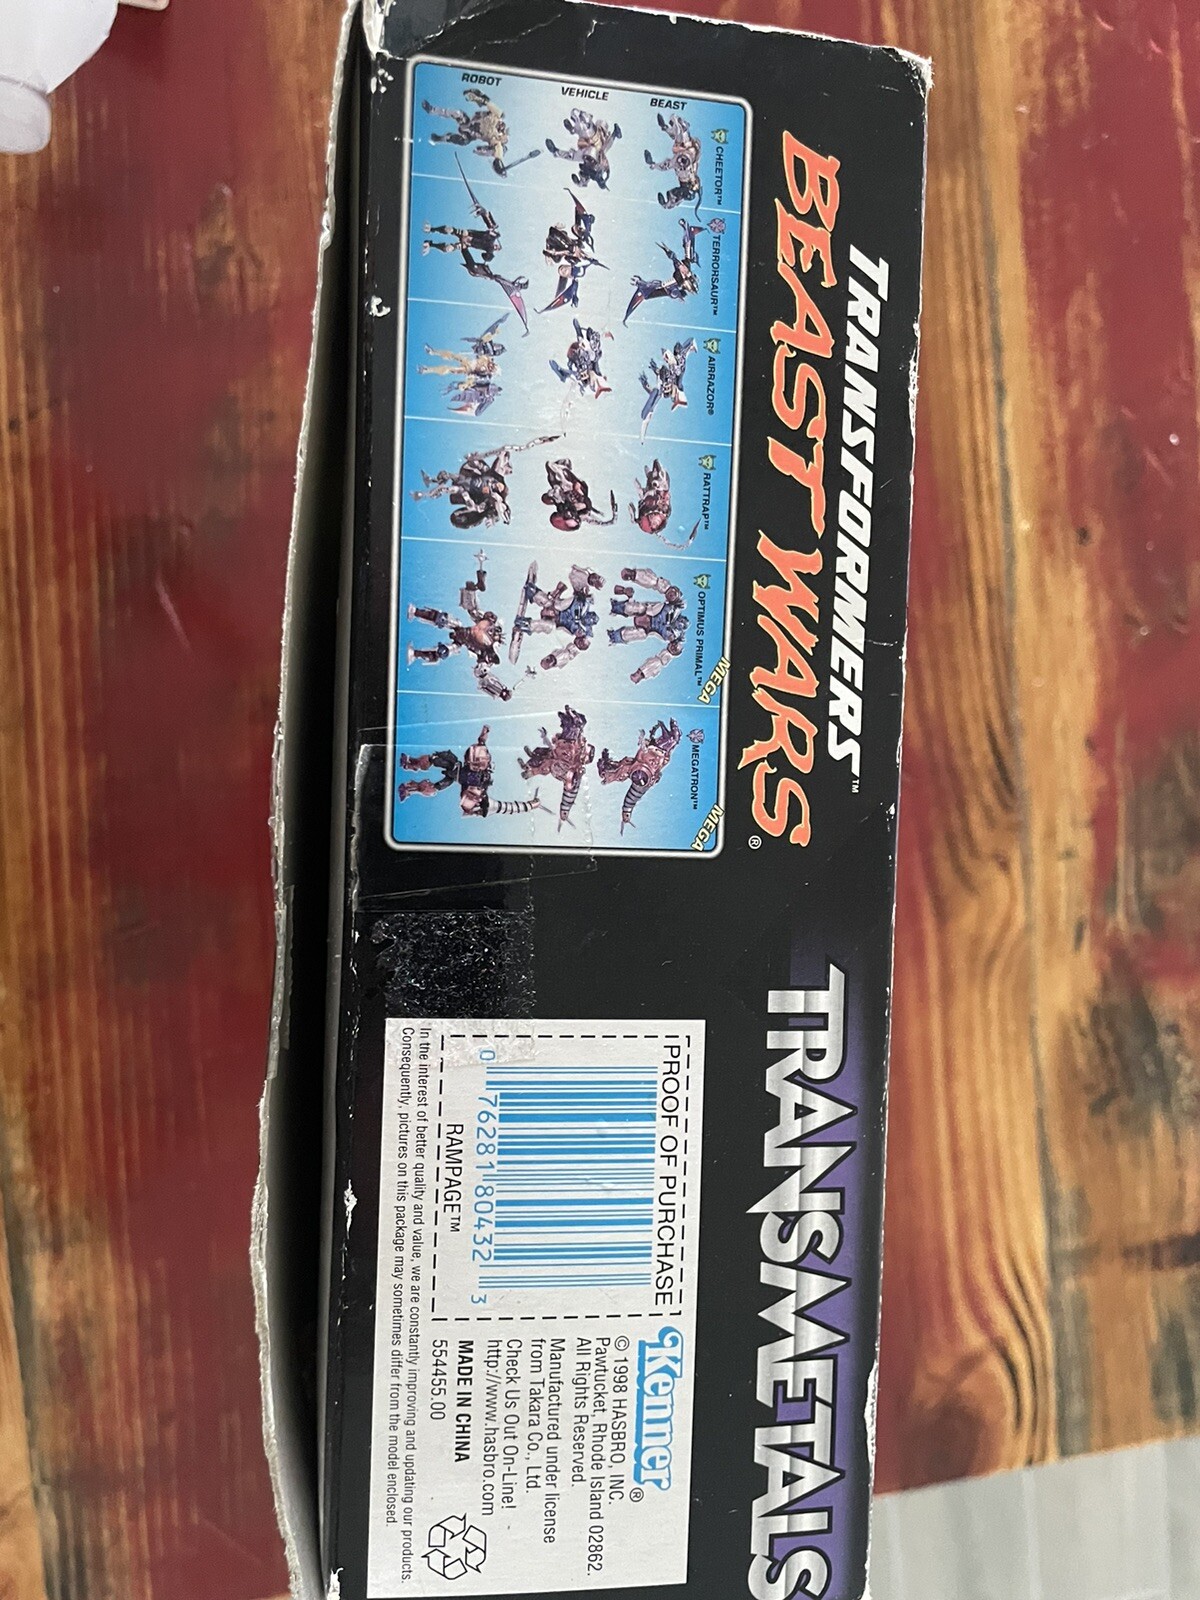 TRANSFORMERS™
BEAST WARS®
TRANSMETALS
CHEETOR™
TERRORSAUR™
AIRRAZOR®
RATTRAP™
OPTIMUS PRIMAL™
MEGA
MEGATRON™
MEGA
BEAST
VEHICLE
ROBOT
PROOF OF PURCHASE
0 76281 80432 3
RAMPAGE™
Kenner®
© 1998 HASBRO, INC.
Pawtucket, Rhode Island 02862.
All Rights Reserved.
Manufactured under license
from Takara Co., Ltd.
Check Us Out On-Line!
http://www.hasbro.com
MADE IN CHINA
554455.00
In the interest of better quality and value, we are constantly improving and updating our products.
Consequently, pictures on this package may sometimes differ from the model enclosed.